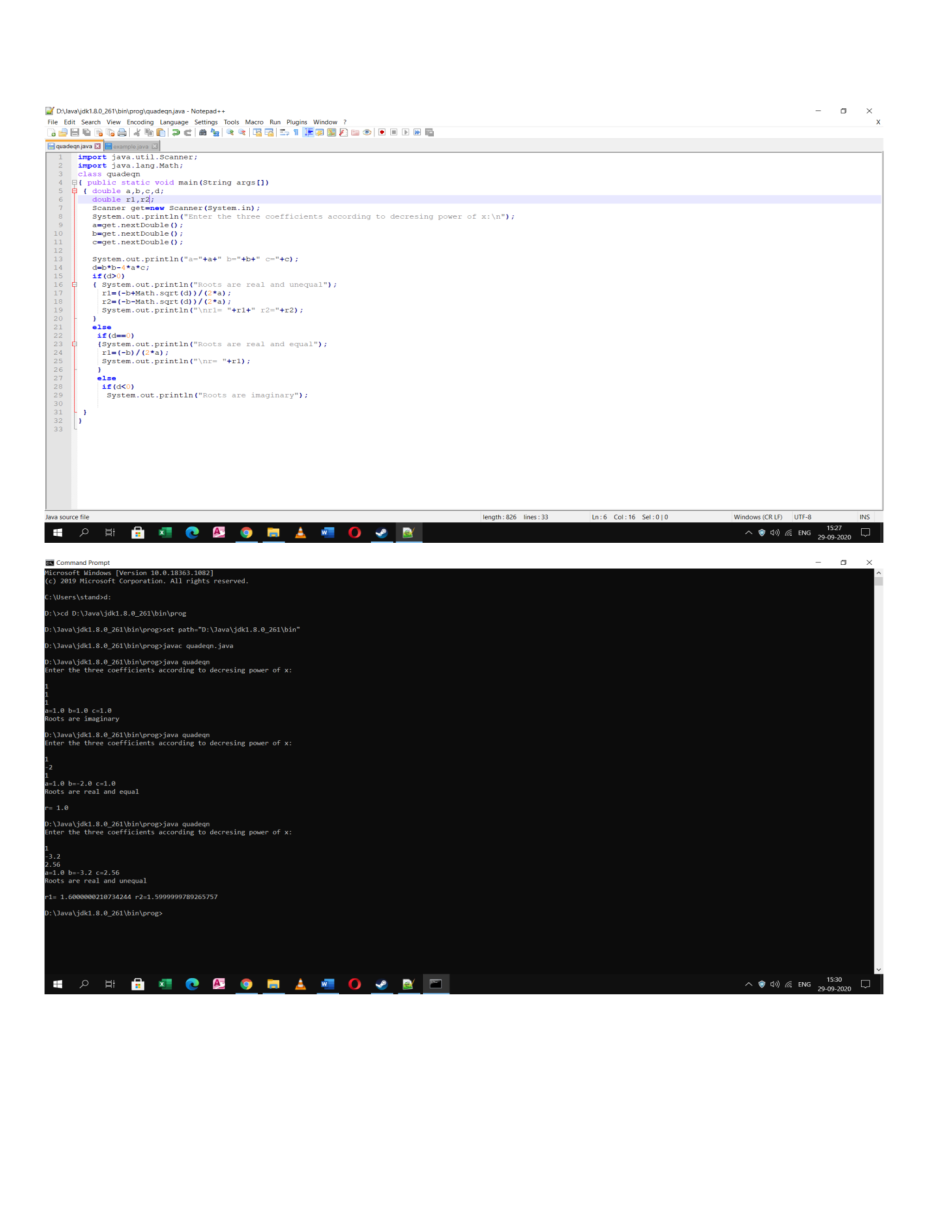 D:\Java\jdk1.8.0_261\bin\prog\quadeqn.java - Notepad++
File Edit Search View Encoding Language Settings Tools Macro Run Plugins Window ? X
quadeqn.java example.java
1 import java.util.Scanner;
2 import java.lang.Math;
3 class quadeqn
4 { public static void main(String args[])
5 { double a,b,c,d;
6 double r1,r2;
7 Scanner get=new Scanner(System.in);
8 System.out.println("Enter the three coefficients according to decresing power of x:\n");
9 a=get.nextDouble();
10 b=get.nextDouble();
11 c=get.nextDouble();
12
13 System.out.println("a="+a+" b="+b+" c="+c);
14 d=b*b-4*a*c;
15 if(d>0)
16 { System.out.println("Roots are real and unequal");
17 r1=(-b+Math.sqrt(d))/(2*a);
18 r2=(-b-Math.sqrt(d))/(2*a);
19 System.out.println("\nr1= "+r1+" r2="+r2);
20 }
21 else
22 if(d==0)
23 {System.out.println("Roots are real and equal");
24 r1=(-b)/(2*a);
25 System.out.println("\nr= "+r1);
26 }
27 else
28 if(d<0)
29 System.out.println("Roots are imaginary");
30
31 }
32 }
33
Java source file length : 826 lines : 33 Ln : 6 Col : 16 Sel : 0 | 0 Windows (CR LF) UTF-8 INS
ENG 15:27
29-09-2020
Command Prompt
Microsoft Windows [Version 10.0.18363.1082]
(c) 2019 Microsoft Corporation. All rights reserved.
C:\Users\stand>d:
D:\>cd D:\Java\jdk1.8.0_261\bin\prog
D:\Java\jdk1.8.0_261\bin\prog>set path="D:\Java\jdk1.8.0_261\bin"
D:\Java\jdk1.8.0_261\bin\prog>javac quadeqn.java
D:\Java\jdk1.8.0_261\bin\prog>java quadeqn
Enter the three coefficients according to decresing power of x:
1
1
1
a=1.0 b=1.0 c=1.0
Roots are imaginary
D:\Java\jdk1.8.0_261\bin\prog>java quadeqn
Enter the three coefficients according to decresing power of x:
1
-2
1
a=1.0 b=-2.0 c=1.0
Roots are real and equal
r= 1.0
D:\Java\jdk1.8.0_261\bin\prog>java quadeqn
Enter the three coefficients according to decresing power of x:
1
-3.2
2.56
a=1.0 b=-3.2 c=2.56
Roots are real and unequal
r1= 1.6000000210734244 r2=1.5999999789265757
D:\Java\jdk1.8.0_261\bin\prog>
ENG 15:30
29-09-2020